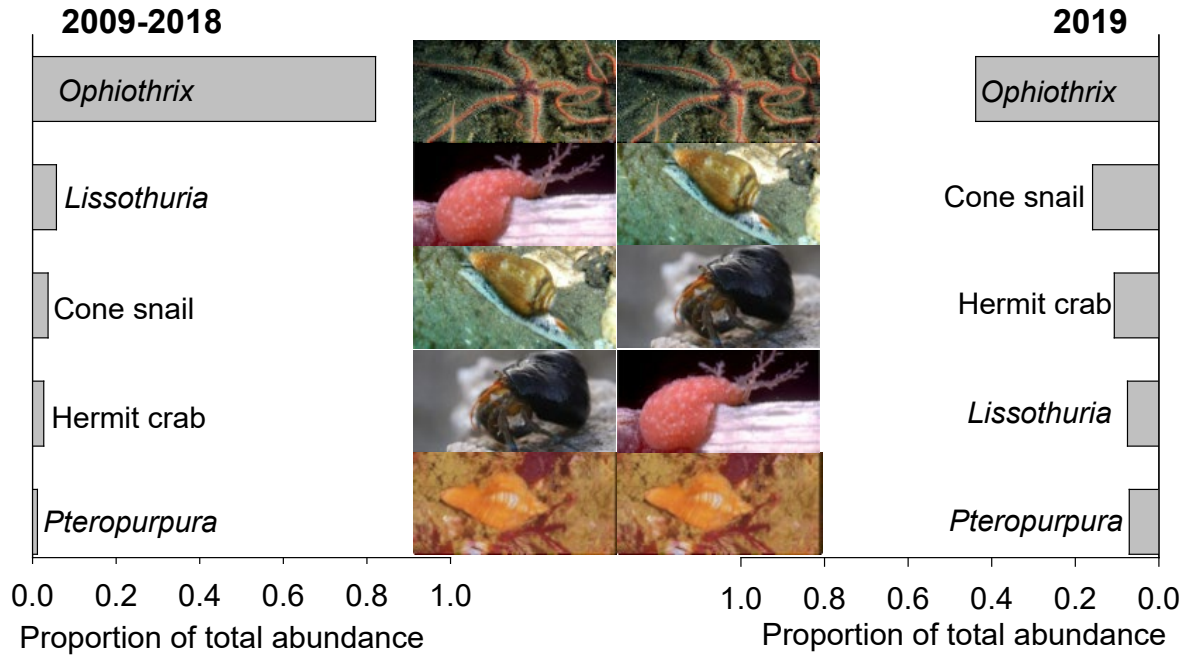 2009-2018
Ophiothrix
Lissothuria
Cone snail
Hermit crab
Pteropurpura
0.0 0.2 0.4 0.6 0.8 1.0
Proportion of total abundance
2019
Ophiothrix
Cone snail
Hermit crab
Lissothuria
Pteropurpura
1.0 0.8 0.6 0.4 0.2 0.0
Proportion of total abundance